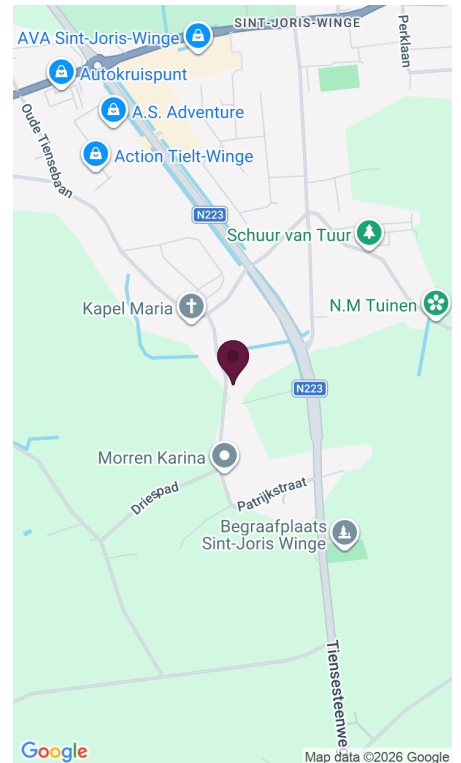 SINT-JORIS-WINGE
Perklaan
AVA Sint-Joris-Winge
Autokruispunt
A.S. Adventure
Oude Tiensebaan
Action Tielt-Winge
N223
Schuur van Tuur
Kapel Maria
N.M Tuinen
N223
Morren Karina
Driespad
Patrijkstraat
Begraafplaats
Sint-Joris Winge
Tiensesteenweg
Google
Map data ©2026 Google